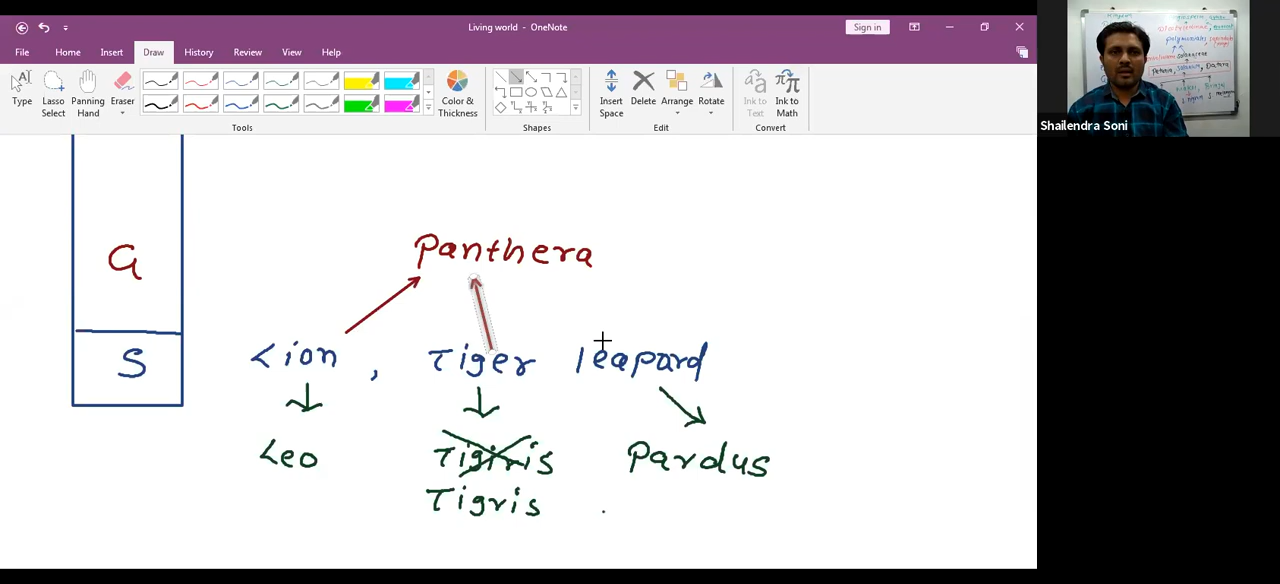 Living world - OneNote
Sign in
File Home Insert Draw History Review View Help
Type Lasso Select Panning Hand Eraser Color & Thickness Insert Space Delete Arrange Rotate Ink to Text Ink to Math
Tools Shapes Edit Convert
Shailendra Soni
Panthera
G
Lion , Tiger leapard
S
Leo Tigiris Pardus
Tigris